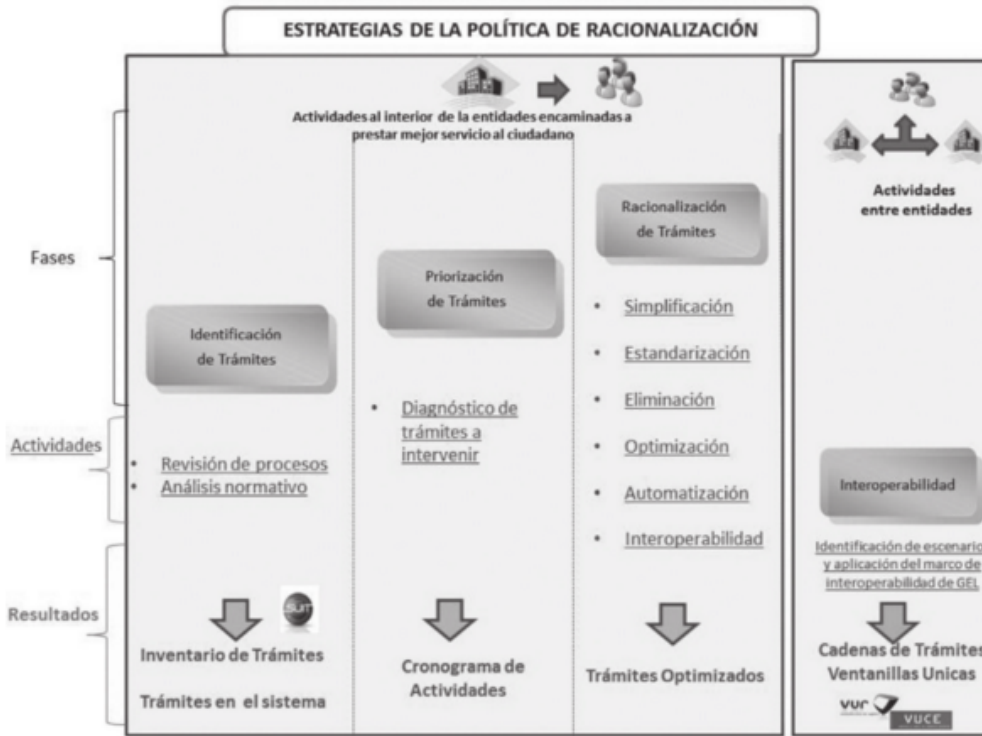 ESTRATEGIAS DE LA POLÍTICA DE RACIONALIZACIÓN
Actividades al interior de la entidades encaminadas a
prestar mejor servicio al ciudadano
Fases
Identificación
de Trámites
Priorización
de Trámites
Racionalización
de Trámites
Actividades
• Revisión de procesos
• Análisis normativo
• Diagnóstico de
trámites a
intervenir
• Simplificación
• Estandarización
• Eliminación
• Optimización
• Automatización
• Interoperabilidad
Resultados
SUIT
Inventario de Trámites
Trámites en el sistema
Cronograma de
Actividades
Trámites Optimizados
Actividades
entre entidades
Interoperabilidad
Identificación de escenario
y aplicación del marco de
interoperabilidad de GEL
Cadenas de Trámites
Ventanillas Unicas
vur
VUCE